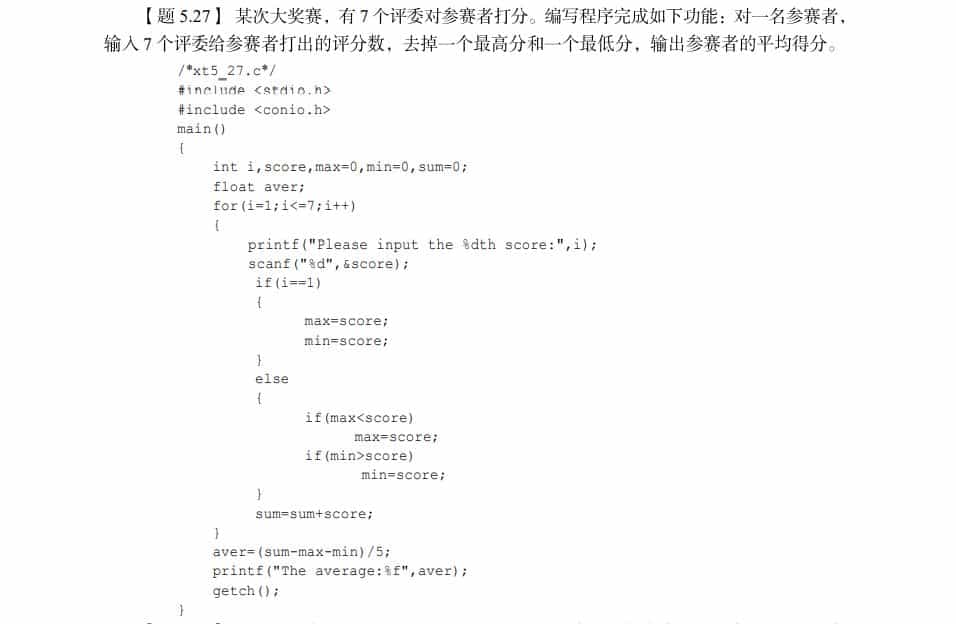 【题 5.27】 某次大奖赛，有 7 个评委对参赛者打分。编写程序完成如下功能：对一名参赛者，
输入 7 个评委给参赛者打出的评分数，去掉一个最高分和一个最低分，输出参赛者的平均得分。
/*xt5_27.c*/
#include <stdio.h>
#include <conio.h>
main()
{
int i,score,max=0,min=0,sum=0;
float aver;
for(i=1;i<=7;i++)
{
printf("Please input the %dth score:",i);
scanf("%d",&score);
if(i==1)
{
max=score;
min=score;
}
else
{
if(max<score)
max=score;
if(min>score)
min=score;
}
sum=sum+score;
}
aver=(sum-max-min)/5;
printf("The average:%f",aver);
getch();
}